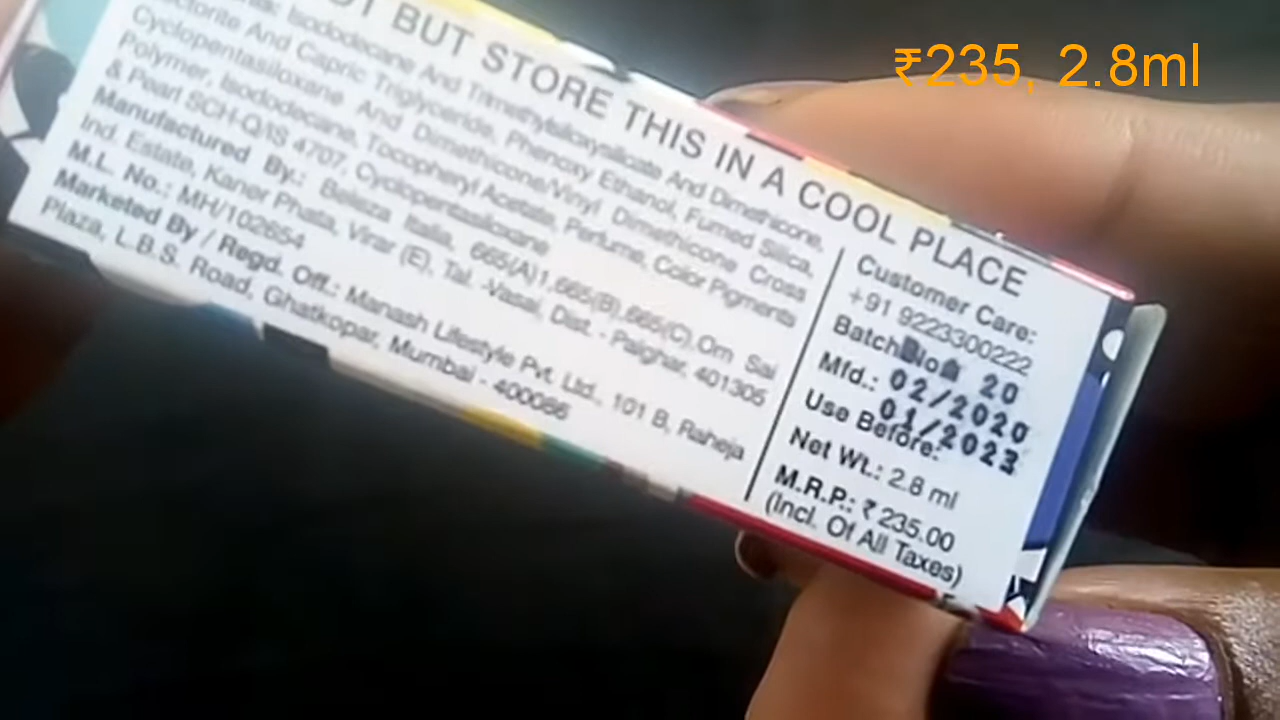 ₹235, 2.8ml
BUT STORE THIS IN A COOL PLACE
Isododecane And Trimethylsiloxysilicate And Dimethicone,
And Capric Triglyceride, Phenoxy Ethanol, Fumed Silica,
Cyclopentasiloxane And Dimethicone/Vinyl Dimethicone Cross
Polymer, Isododecane, Tocopheryl Acetate, Perfume, Color Pigments
& Pearl SCH-Q/IS 4707, Cyclopentasiloxane
Manufactured By.: Beleza Italia, 665(A)1,665(B),665(C),Om Sai
Ind. Estate, Kaner Phata, Virar (E), Tal. -Vasai, Dist. - Palghar, 401305
M.L. No.: MH/102654
Marketed By / Regd. Off.: Manash Lifestyle Pvt. Ltd., 101 B, Raheja
Plaza, L.B.S. Road, Ghatkopar, Mumbai - 400086
Customer Care:
+91 9223300222
Batch 20
Mfd.: 02/2020
Use Before: 01/2023
Net Wt.: 2.8 ml
M.R.P.: ₹ 235.00
(Incl. Of All Taxes)